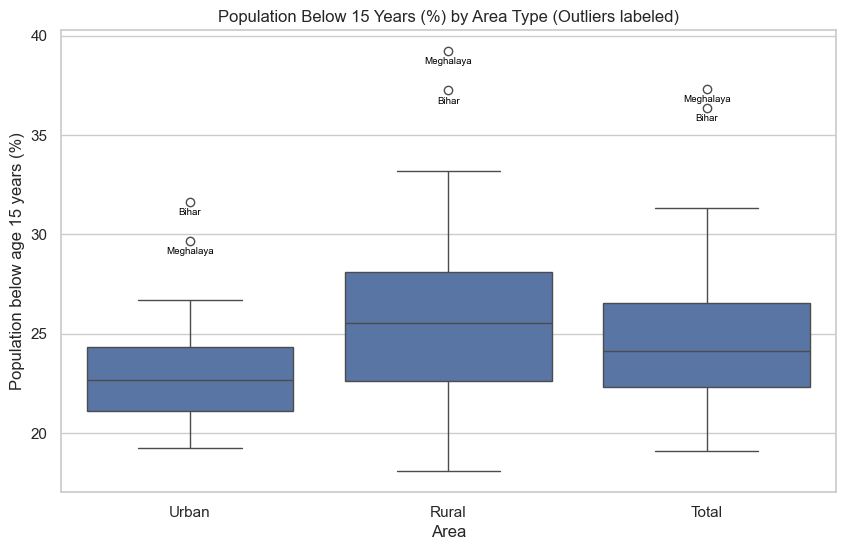 Population Below 15 Years (%) by Area Type (Outliers labeled)
Population below age 15 years (%)
40
35
30
25
20
Bihar
Meghalaya
Meghalaya
Bihar
Meghalaya
Bihar
Urban
Rural
Total
Area